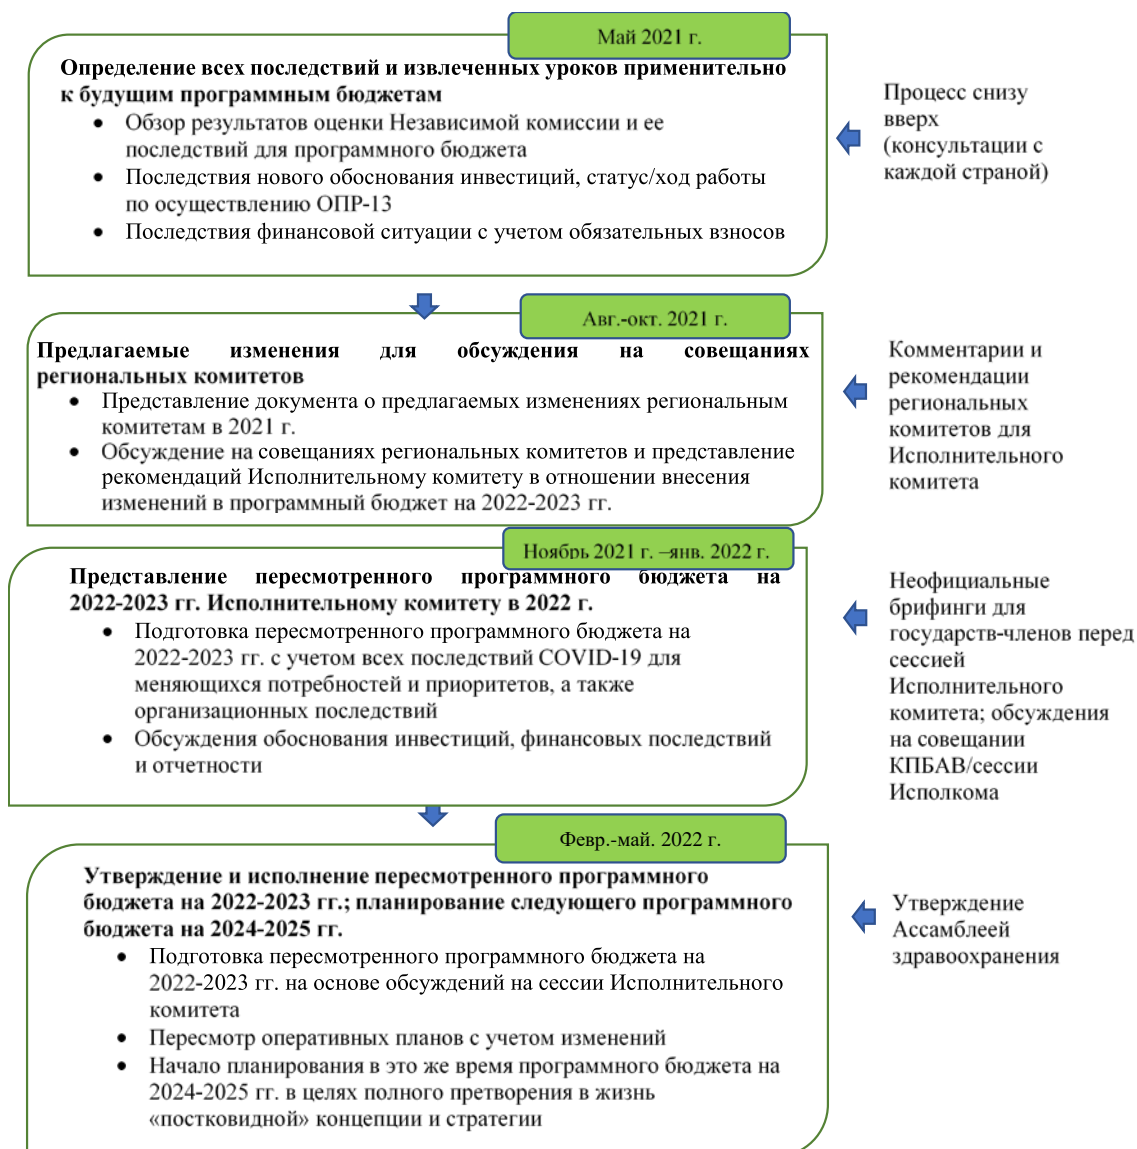 Май 2021 г.
Определение всех последствий и извлеченных уроков применительно
к будущим программным бюджетам
• Обзор результатов оценки Независимой комиссии и ее
последствий для программного бюджета
• Последствия нового обоснования инвестиций, статус/ход работы
по осуществлению ОПР-13
• Последствия финансовой ситуации с учетом обязательных взносов
Процесс снизу
вверх
(консультации с
каждой страной)
Авг.-окт. 2021 г.
Предлагаемые изменения для обсуждения на совещаниях
региональных комитетов
• Представление документа о предлагаемых изменениях региональным
комитетам в 2021 г.
• Обсуждение на совещаниях региональных комитетов и представление
рекомендаций Исполнительному комитету в отношении внесения
изменений в программный бюджет на 2022-2023 гг.
Комментарии и
рекомендации
региональных
комитетов для
Исполнительного
комитета
Ноябрь 2021 г. –янв. 2022 г.
Представление пересмотренного программного бюджета на
2022-2023 гг. Исполнительному комитету в 2022 г.
• Подготовка пересмотренного программного бюджета на
2022-2023 гг. с учетом всех последствий COVID-19 для
меняющихся потребностей и приоритетов, а также
организационных последствий
• Обсуждения обоснования инвестиций, финансовых последствий
и отчетности
Неофициальные
брифинги для
государств-членов перед
сессией
Исполнительного
комитета; обсуждения
на совещании
КПБАВ/сессии
Исполкома
Февр.-май. 2022 г.
Утверждение и исполнение пересмотренного программного
бюджета на 2022-2023 гг.; планирование следующего программного
бюджета на 2024-2025 гг.
• Подготовка пересмотренного программного бюджета на
2022-2023 гг. на основе обсуждений на сессии Исполнительного
комитета
• Пересмотр оперативных планов с учетом изменений
• Начало планирования в это же время программного бюджета на
2024-2025 гг. в целях полного претворения в жизнь
«постковидной» концепции и стратегии
Утверждение
Ассамблеей
здравоохранения